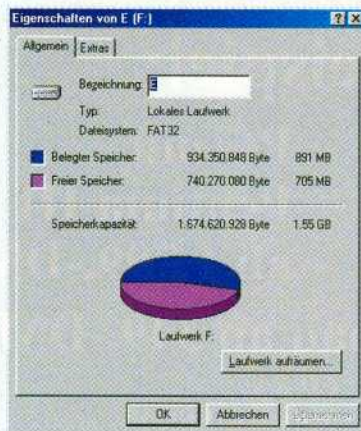 Eigenschaften von E (F:)
Allgemein Extras
Bezeichnung: E
Typ: Lokales Laufwerk
Dateisystem: FAT32
Belegter Speicher: 934.350.848 Byte 891 MB
Freier Speicher: 740.270.080 Byte 705 MB
Speicherkapazität: 1.674.620.928 Byte 1.55 GB
Laufwerk F:
Laufwerk aufräumen...
OK Abbrechen Übernehmen